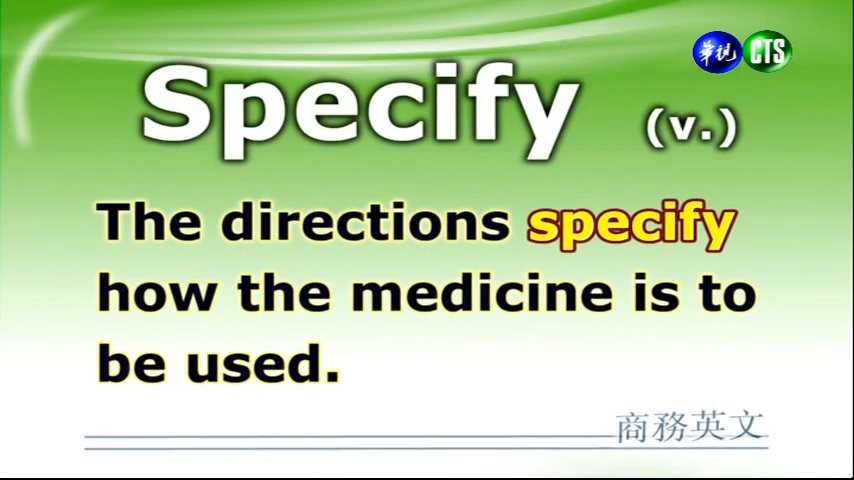 華視 CTS
Specify (v.)
The directions specify
how the medicine is to
be used.
商務英文